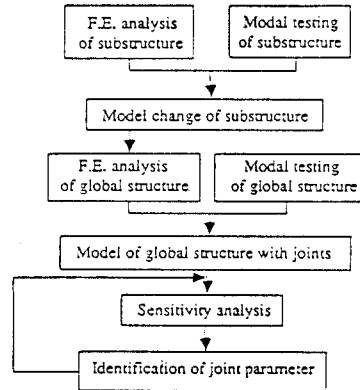 F.E. analysis
of substructure
Modal testing
of substructure
Model change of substructure
F.E. analysis
of global structure
Modal testing
of global structure
Model of global structure with joints
Sensitivity analysis
Identification of joint parameter